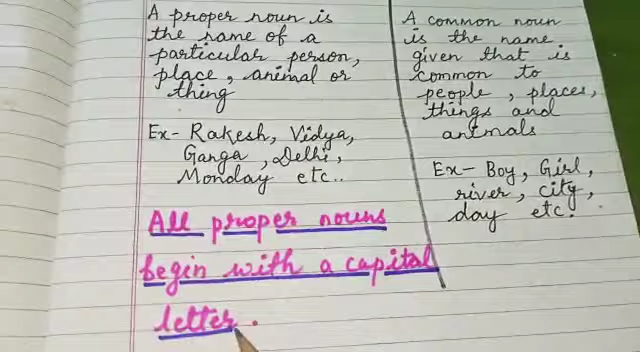 A proper noun is
the name of a
particular person,
place, animal or
thing
Ex- Rakesh, Vidya,
Ganga, Delhi,
Monday etc..
All proper nouns
begin with a capital
letter.
A common noun
is the name
given that is
common to
people, places,
things and
animals
Ex- Boy, Girl,
river, city,
day etc.